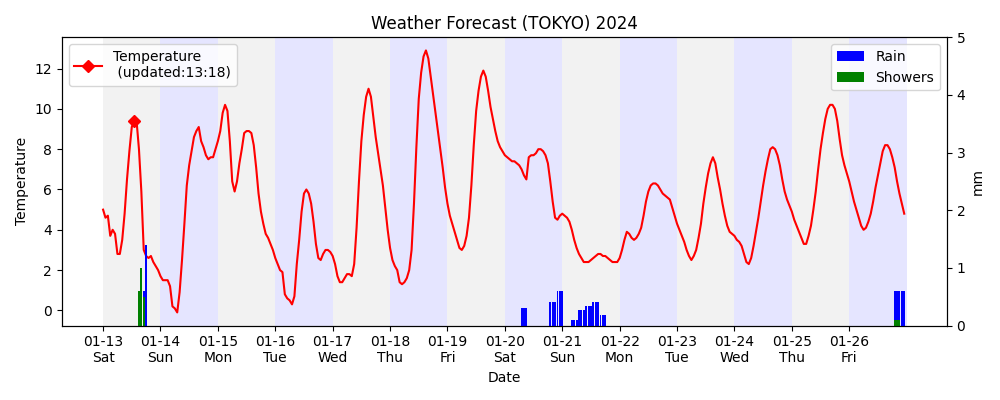 Weather Forecast (TOKYO) 2024
Temperature
(updated:13:18)
Rain
Showers
Temperature
12
10
8
6
4
2
0
5
4
3
2
1
0
mm
01-13 01-14 01-15 01-16 01-17 01-18 01-19 01-20 01-21 01-22 01-23 01-24 01-25 01-26
Sat Sun Mon Tue Wed Thu Fri Sat Sun Mon Tue Wed Thu Fri
Date